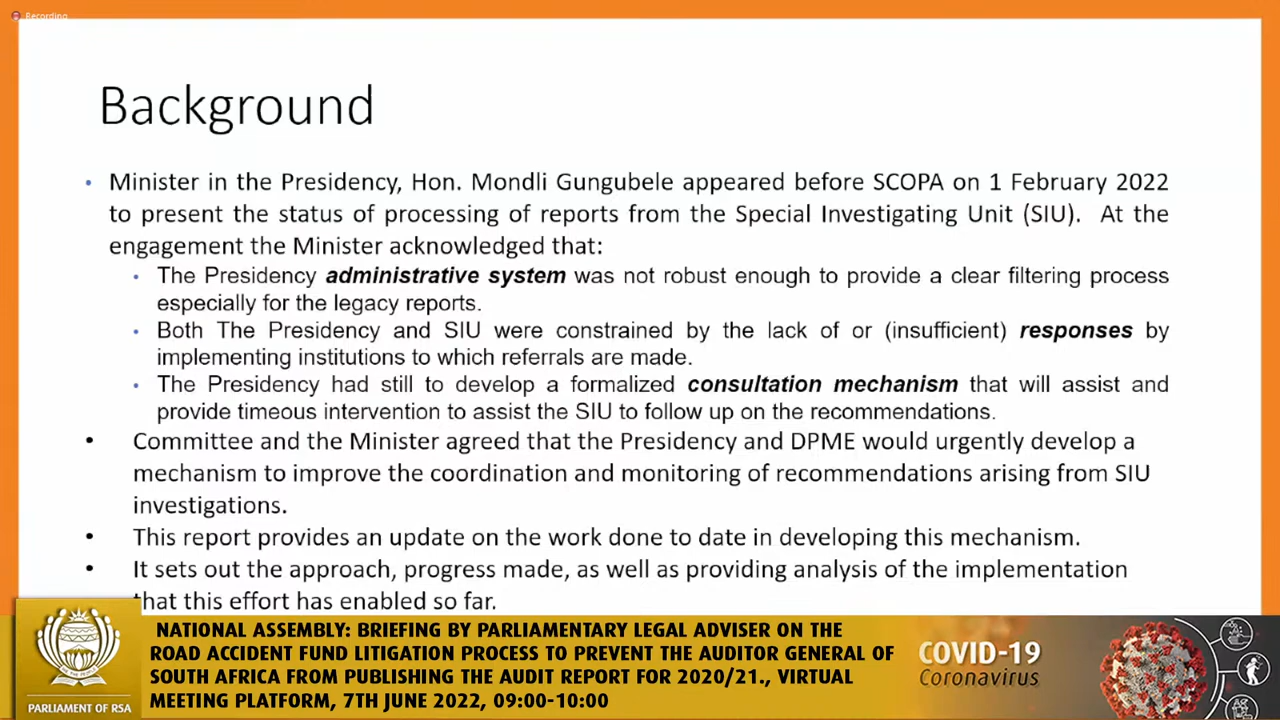 Recording
Background
• Minister in the Presidency, Hon. Mondli Gungubele appeared before SCOPA on 1 February 2022
to present the status of processing of reports from the Special Investigating Unit (SIU). At the
engagement the Minister acknowledged that:
• The Presidency administrative system was not robust enough to provide a clear filtering process
especially for the legacy reports.
• Both The Presidency and SIU were constrained by the lack of or (insufficient) responses by
implementing institutions to which referrals are made.
• The Presidency had still to develop a formalized consultation mechanism that will assist and
provide timeous intervention to assist the SIU to follow up on the recommendations.
• Committee and the Minister agreed that the Presidency and DPME would urgently develop a
mechanism to improve the coordination and monitoring of recommendations arising from SIU
investigations.
• This report provides an update on the work done to date in developing this mechanism.
• It sets out the approach, progress made, as well as providing analysis of the implementation
that this effort has enabled so far.
NATIONAL ASSEMBLY: BRIEFING BY PARLIAMENTARY LEGAL ADVISER ON THE
ROAD ACCIDENT FUND LITIGATION PROCESS TO PREVENT THE AUDITOR GENERAL OF
SOUTH AFRICA FROM PUBLISHING THE AUDIT REPORT FOR 2020/21., VIRTUAL
MEETING PLATFORM, 7TH JUNE 2022, 09:00-10:00
PARLIAMENT OF RSA
COVID-19
Coronavirus